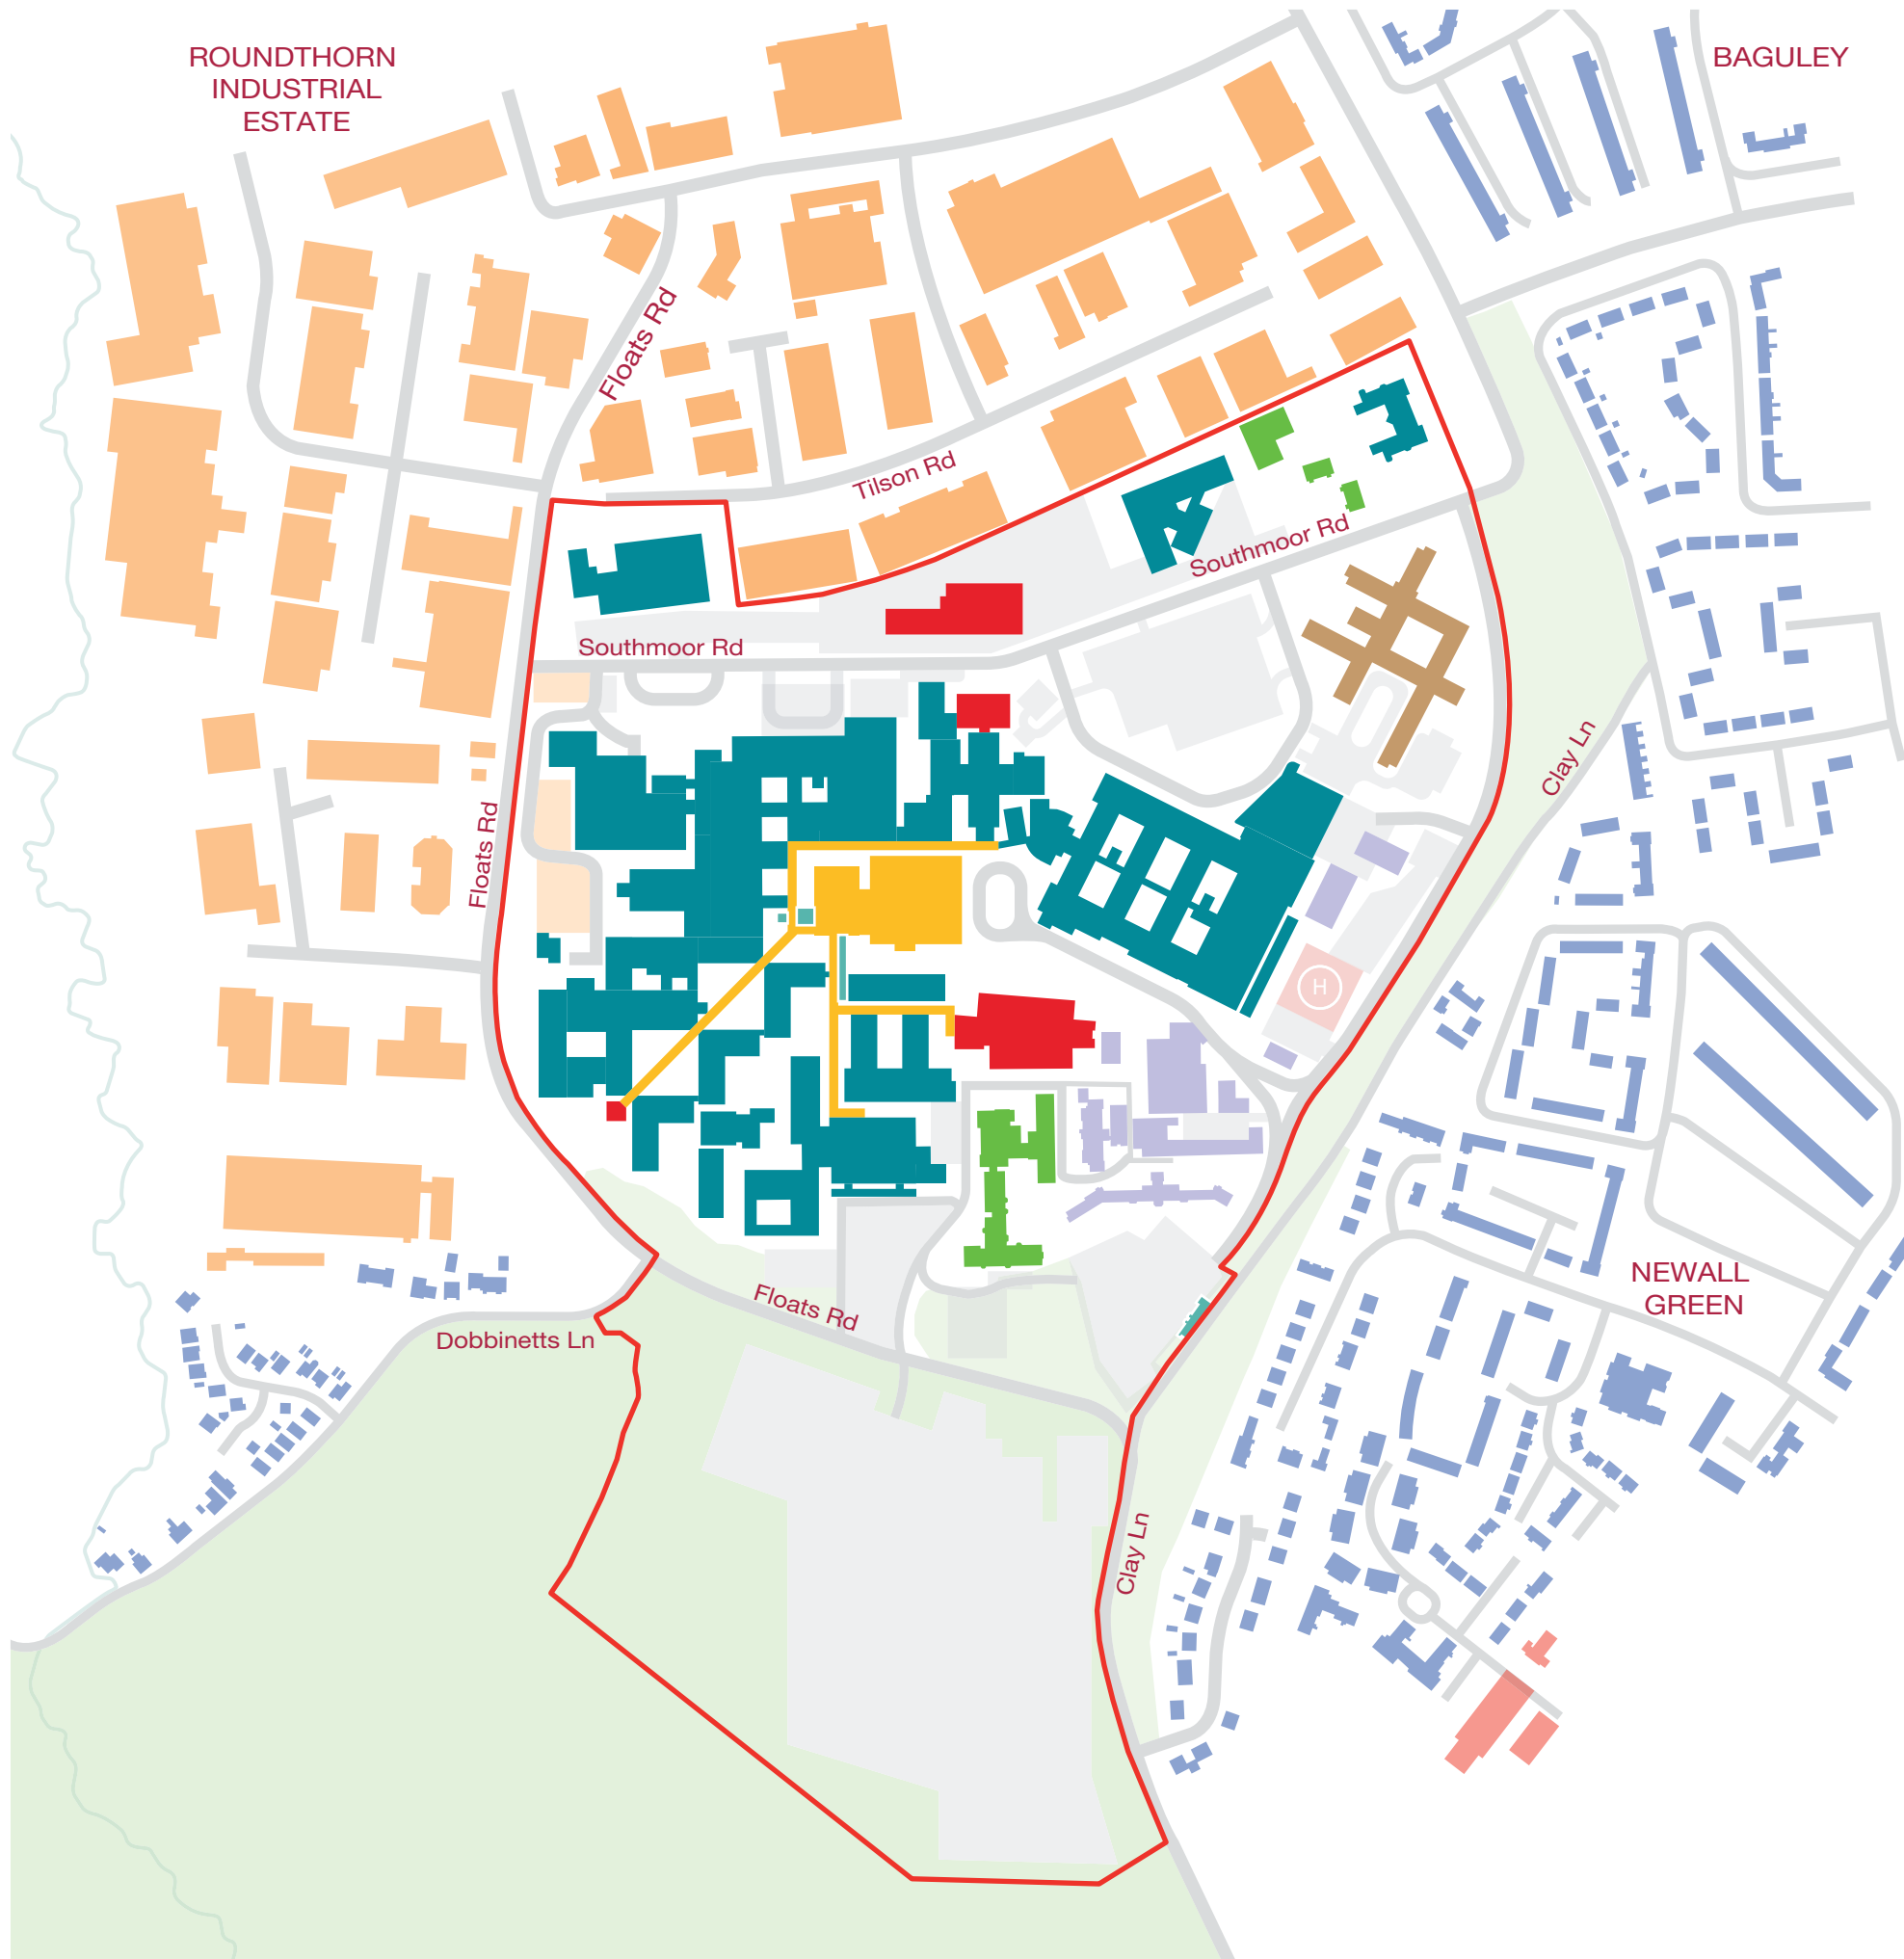 ROUNDTHORN
INDUSTRIAL
ESTATE
BAGULEY
Floats Rd
Tilson Rd
Southmoor Rd
Southmoor Rd
Clay Ln
Floats Rd
H
Floats Rd
Dobbinetts Ln
NEWALL
GREEN
Clay Ln